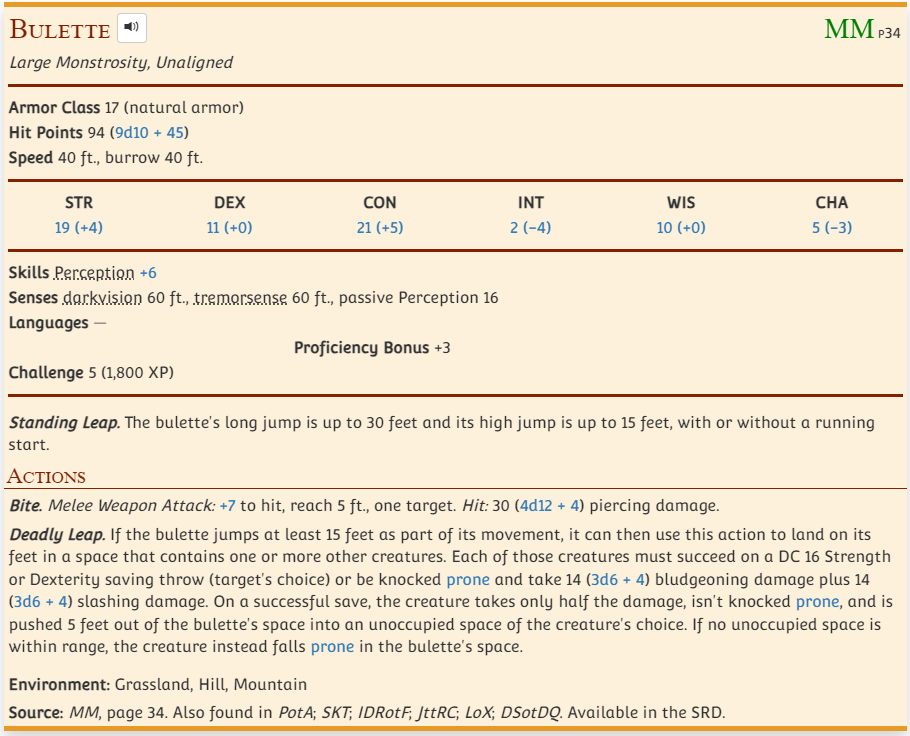 Bulette
MM p34
Large Monstrosity, Unaligned
Armor Class 17 (natural armor)
Hit Points 94 (9d10 + 45)
Speed 40 ft., burrow 40 ft.
STR DEX CON INT WIS CHA
19 (+4) 11 (+0) 21 (+5) 2 (−4) 10 (+0) 5 (−3)
Skills Perception +6
Senses darkvision 60 ft., tremorsense 60 ft., passive Perception 16
Languages —
Proficiency Bonus +3
Challenge 5 (1,800 XP)
Standing Leap. The bulette's long jump is up to 30 feet and its high jump is up to 15 feet, with or without a running
start.
Actions
Bite. Melee Weapon Attack: +7 to hit, reach 5 ft., one target. Hit: 30 (4d12 + 4) piercing damage.
Deadly Leap. If the bulette jumps at least 15 feet as part of its movement, it can then use this action to land on its
feet in a space that contains one or more other creatures. Each of those creatures must succeed on a DC 16 Strength
or Dexterity saving throw (target's choice) or be knocked prone and take 14 (3d6 + 4) bludgeoning damage plus 14
(3d6 + 4) slashing damage. On a successful save, the creature takes only half the damage, isn't knocked prone, and is
pushed 5 feet out of the bulette's space into an unoccupied space of the creature's choice. If no unoccupied space is
within range, the creature instead falls prone in the bulette's space.
Environment: Grassland, Hill, Mountain
Source: MM, page 34. Also found in PotA; SKT; IDRotF; JttRC; LoX; DSotDQ. Available in the SRD.